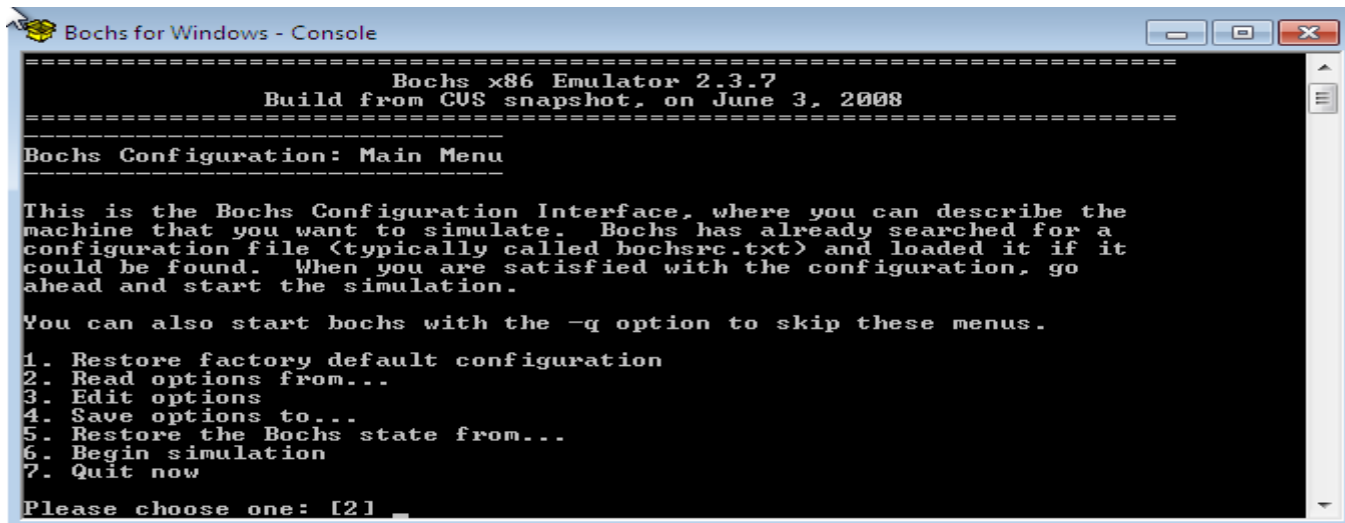 Bochs for Windows - Console
========================================================================
Bochs x86 Emulator 2.3.7
Build from CVS snapshot, on June 3, 2008
========================================================================
------------------------------
Bochs Configuration: Main Menu
------------------------------
This is the Bochs Configuration Interface, where you can describe the
machine that you want to simulate.  Bochs has already searched for a
configuration file (typically called bochsrc.txt) and loaded it if it
could be found.  When you are satisfied with the configuration, go
ahead and start the simulation.
You can also start bochs with the -q option to skip these menus.
1. Restore factory default configuration
2. Read options from...
3. Edit options
4. Save options to...
5. Restore the Bochs state from...
6. Begin simulation
7. Quit now
Please choose one: [2] _